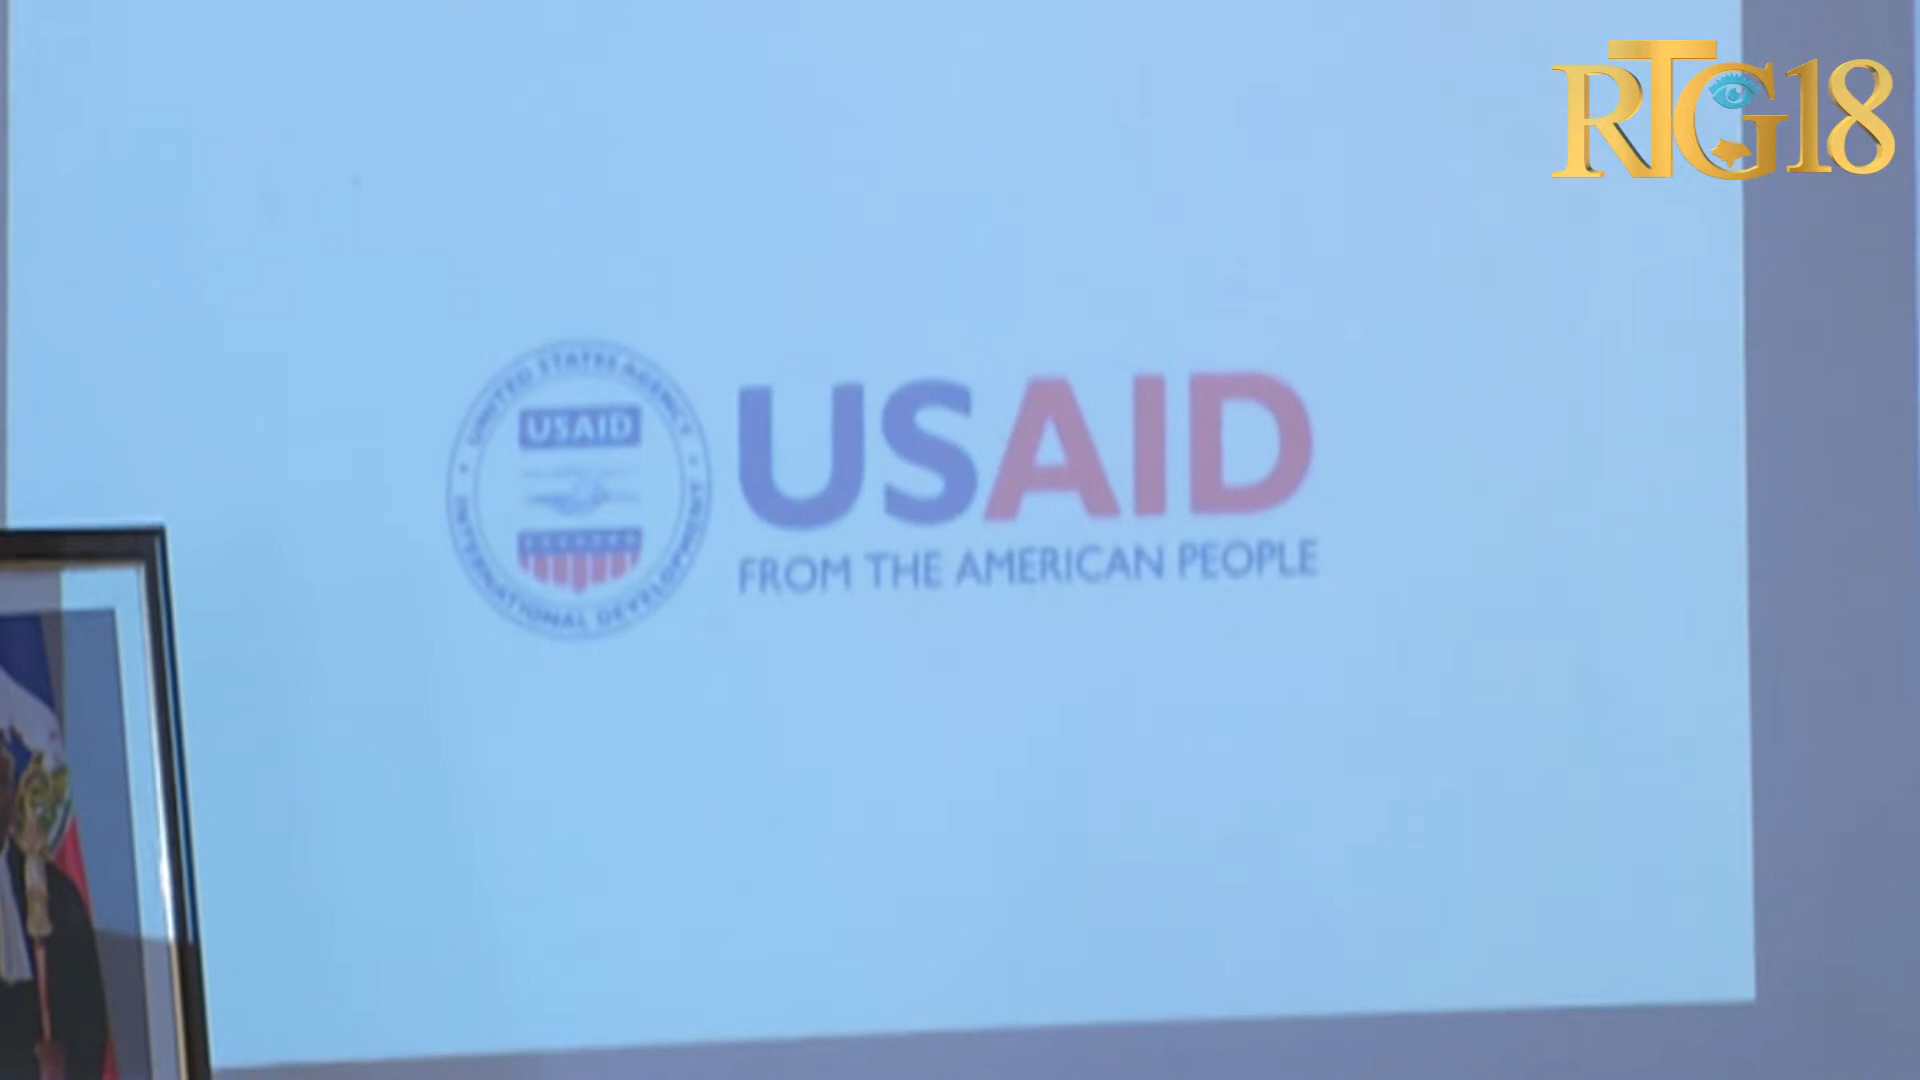 RTG18
UNITED STATES AGENCY
INTERNATIONAL DEVELOPMENT
USAID
USAID
FROM THE AMERICAN PEOPLE